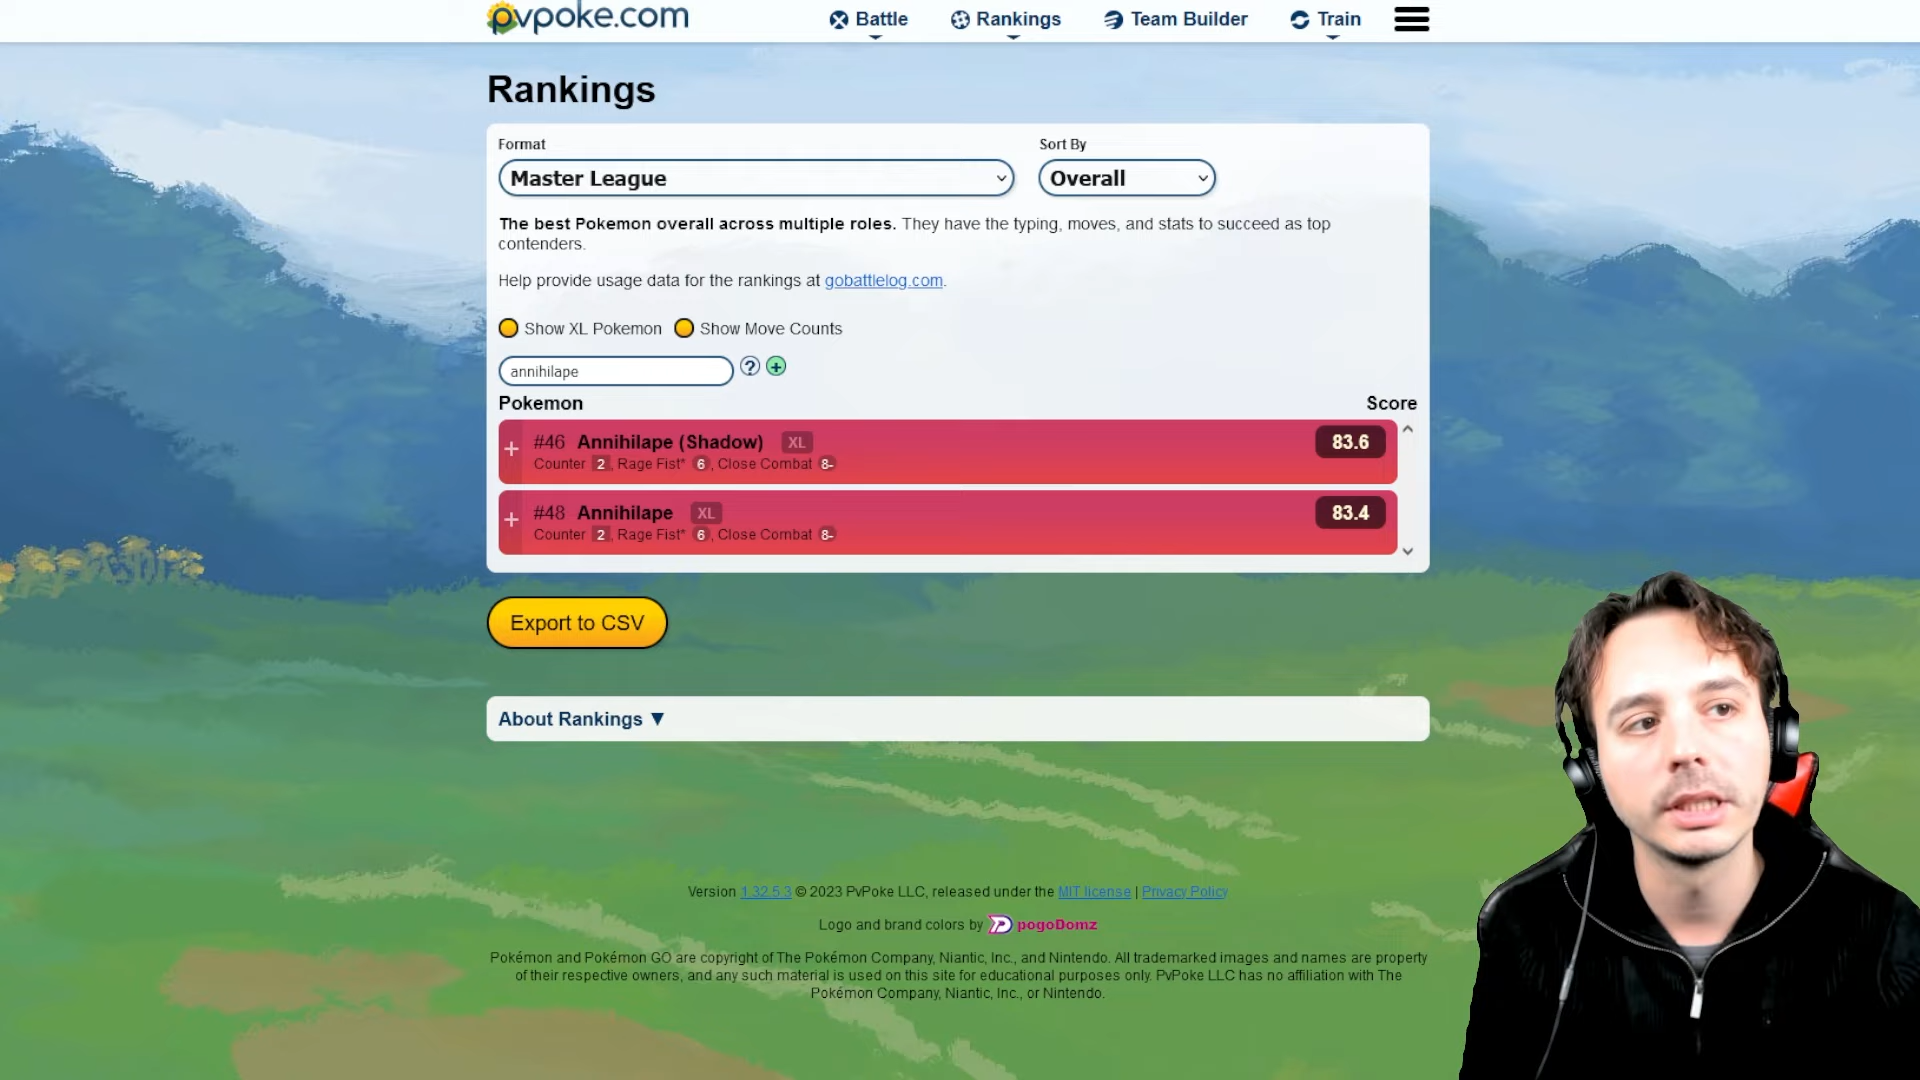 pvpoke.com
Battle
Rankings
Team Builder
Train
Rankings
Format
Sort By
Master League
Overall
The best Pokemon overall across multiple roles. They have the typing, moves, and stats to succeed as top
contenders.
Help provide usage data for the rankings at gobattlelog.com.
Show XL Pokemon
Show Move Counts
annihilape
?
+
Pokemon
Score
+ #46 Annihilape (Shadow) XL 83.6
Counter 2, Rage Fist* 6, Close Combat 8-
+ #48 Annihilape XL 83.4
Counter 2, Rage Fist* 6, Close Combat 8-
Export to CSV
About Rankings ▼
Version 1.32.5.3 © 2023 PvPoke LLC, released under the MIT license | Privacy Policy
Logo and brand colors by pogoDomz
Pokémon and Pokémon GO are copyright of The Pokémon Company, Niantic, Inc., and Nintendo. All trademarked images and names are property
of their respective owners, and any such material is used on this site for educational purposes only. PvPoke LLC has no affiliation with The
Pokémon Company, Niantic, Inc., or Nintendo.